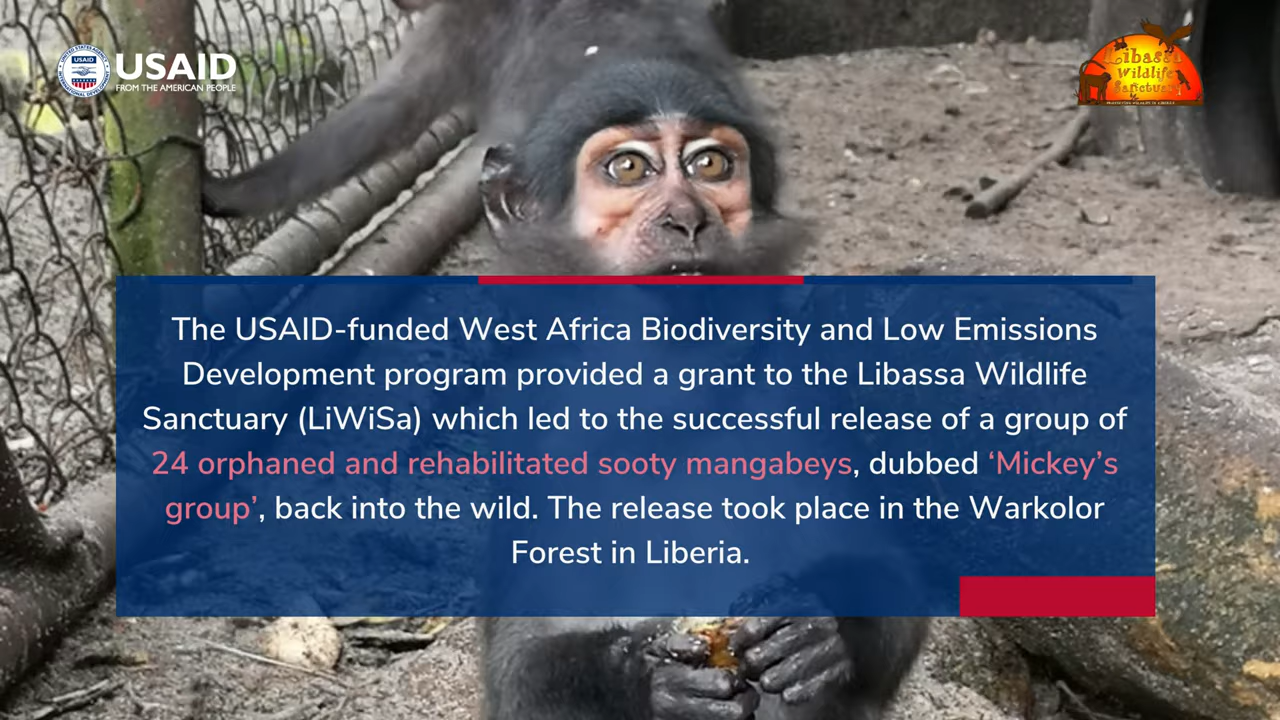 USAID
FROM THE AMERICAN PEOPLE
Libassa
Wildlife
Sanctuary
The USAID-funded West Africa Biodiversity and Low Emissions
Development program provided a grant to the Libassa Wildlife
Sanctuary (LiWiSa) which led to the successful release of a group of
24 orphaned and rehabilitated sooty mangabeys, dubbed ‘Mickey’s
group’, back into the wild. The release took place in the Warkolor
Forest in Liberia.